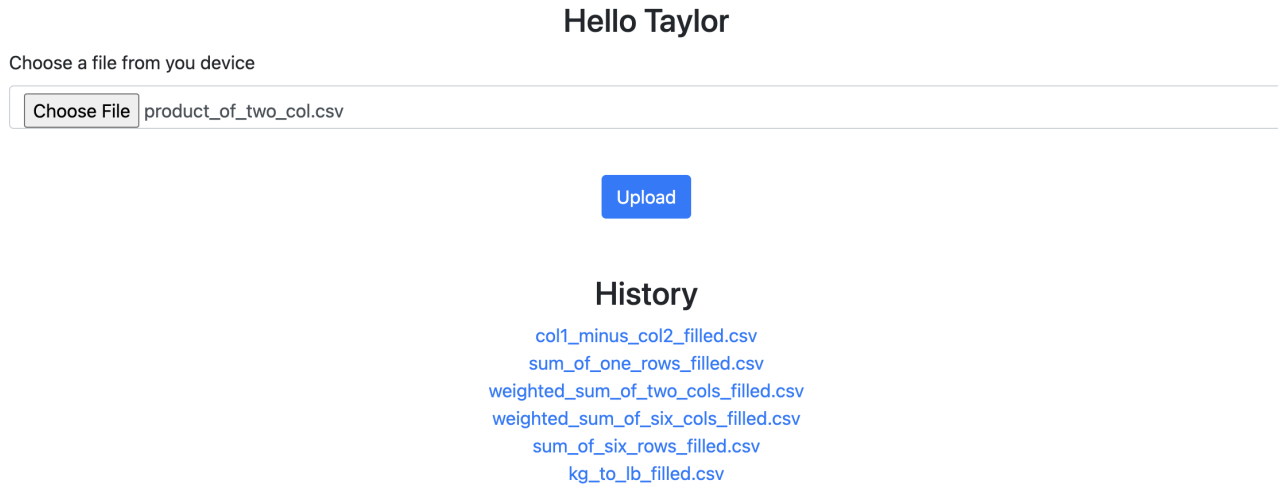 Hello Taylor
Choose a file from you device
Choose File product_of_two_col.csv
Upload
History
col1_minus_col2_filled.csv
sum_of_one_rows_filled.csv
weighted_sum_of_two_cols_filled.csv
weighted_sum_of_six_cols_filled.csv
sum_of_six_rows_filled.csv
kg_to_lb_filled.csv